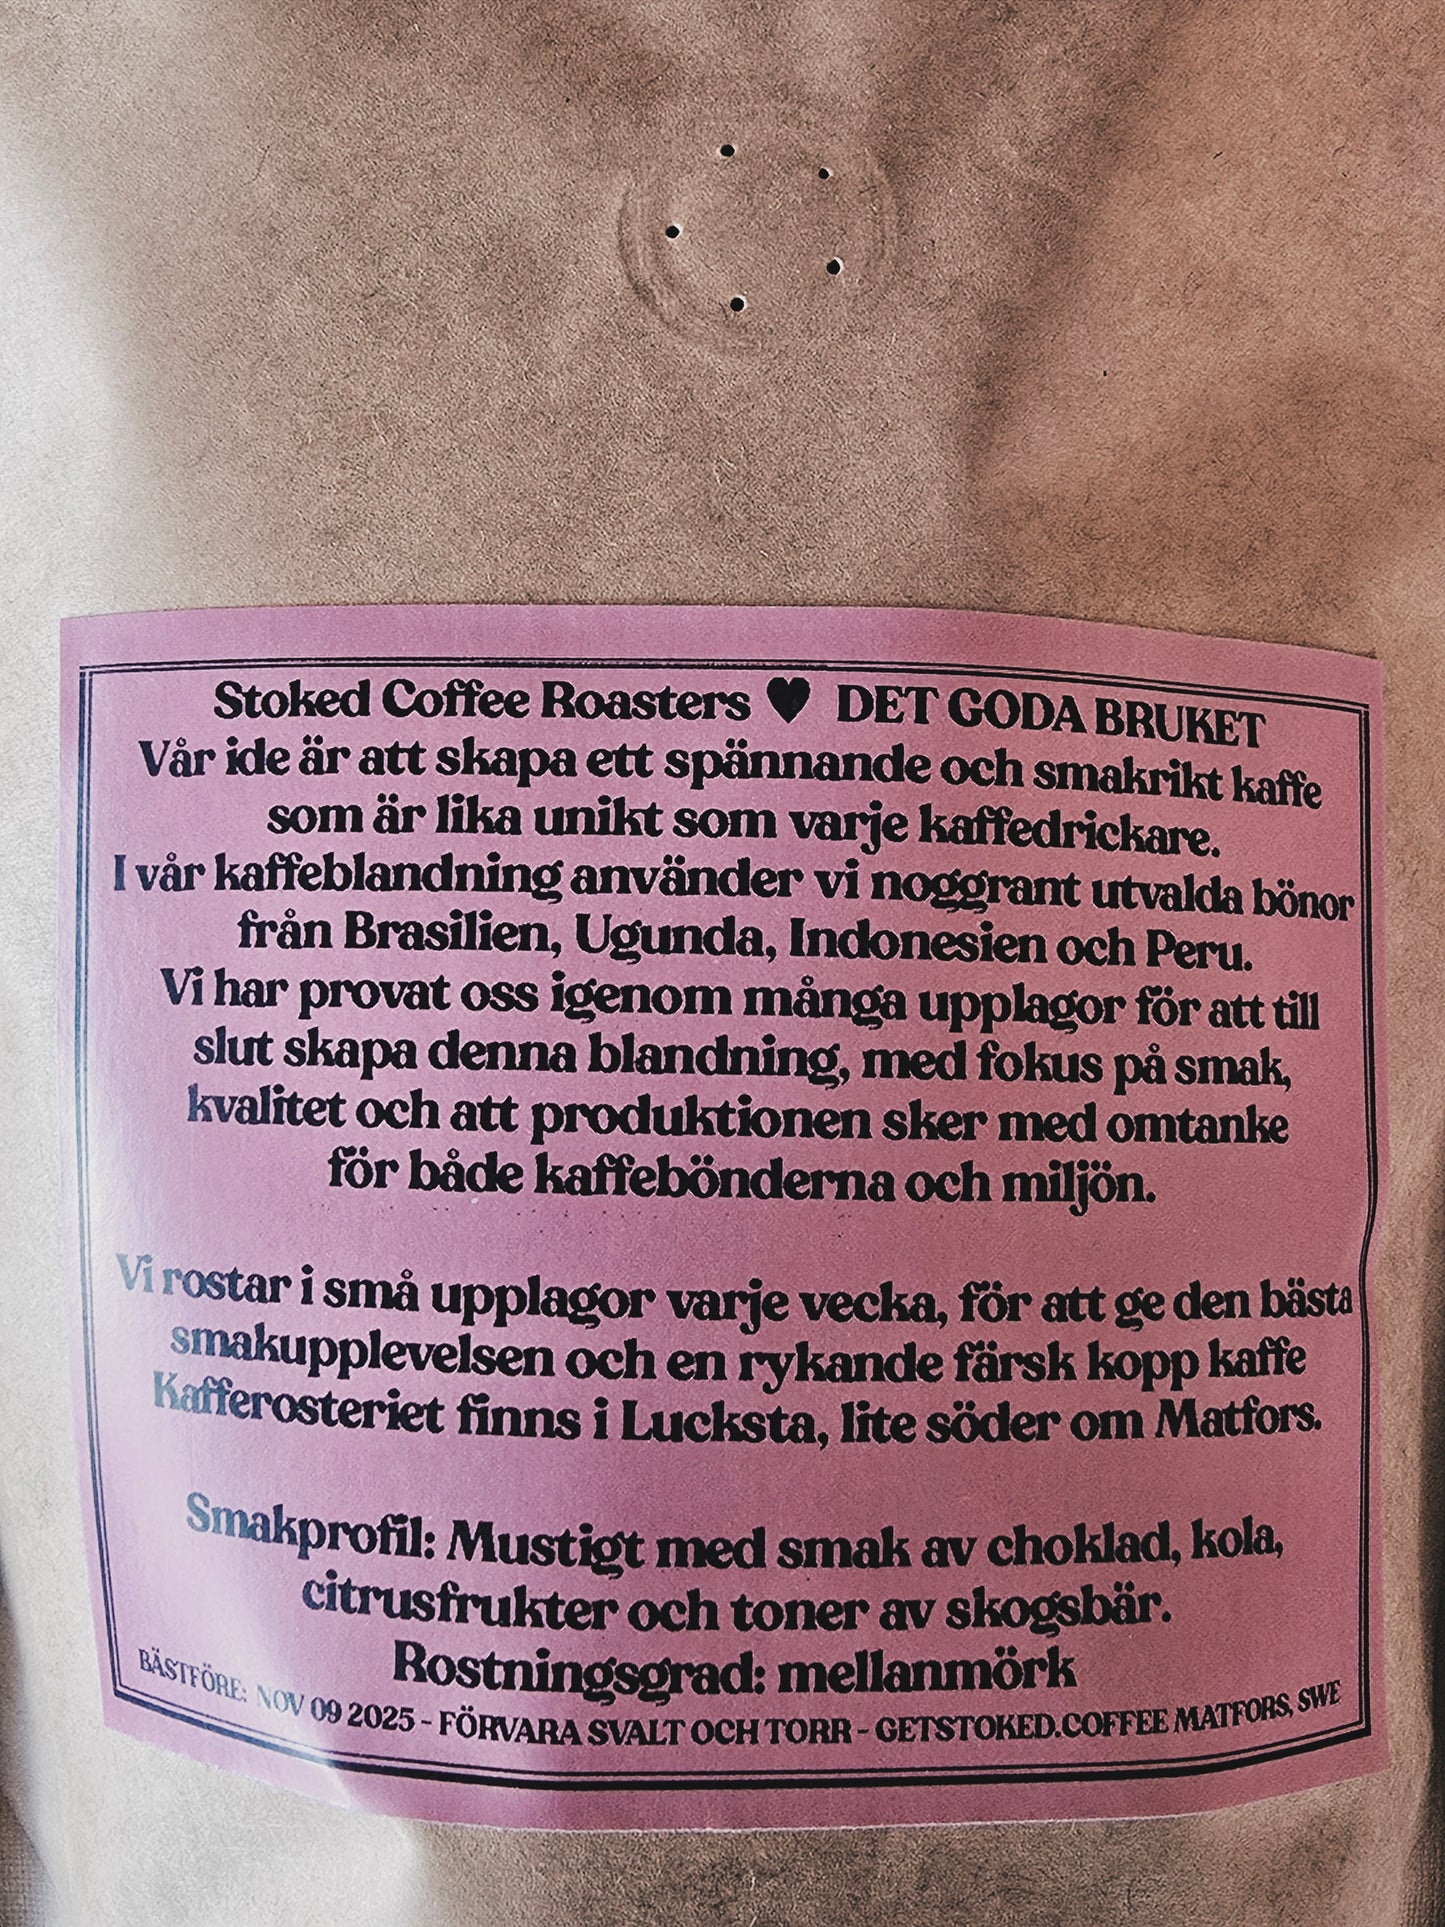 Stoked Coffee Roasters ♥ DET GODA BRUKET
Vår ide är att skapa ett spännande och smakrikt kaffe
som är lika unikt som varje kaffedrickare.
I vår kaffeblandning använder vi noggrant utvalda bönor
från Brasilien, Ugunda, Indonesien och Peru.
Vi har provat oss igenom många upplagor för att till
slut skapa denna blandning, med fokus på smak,
kvalitet och att produktionen sker med omtanke
för både kaffebönderna och miljön.
Vi rostar i små upplagor varje vecka, för att ge den bästa
smakupplevelsen och en rykande färsk kopp kaffe
Kafferosteriet finns i Lucksta, lite söder om Matfors.
Smakprofil: Mustigt med smak av choklad, kola,
citrusfrukter och toner av skogsbär.
Rostningsgrad: mellanmörk
BÄSTFÖRE: NOV 09 2025 - FÖRVARA SVALT OCH TORR - GETSTOKED.COFFEE MATFORS, SWE